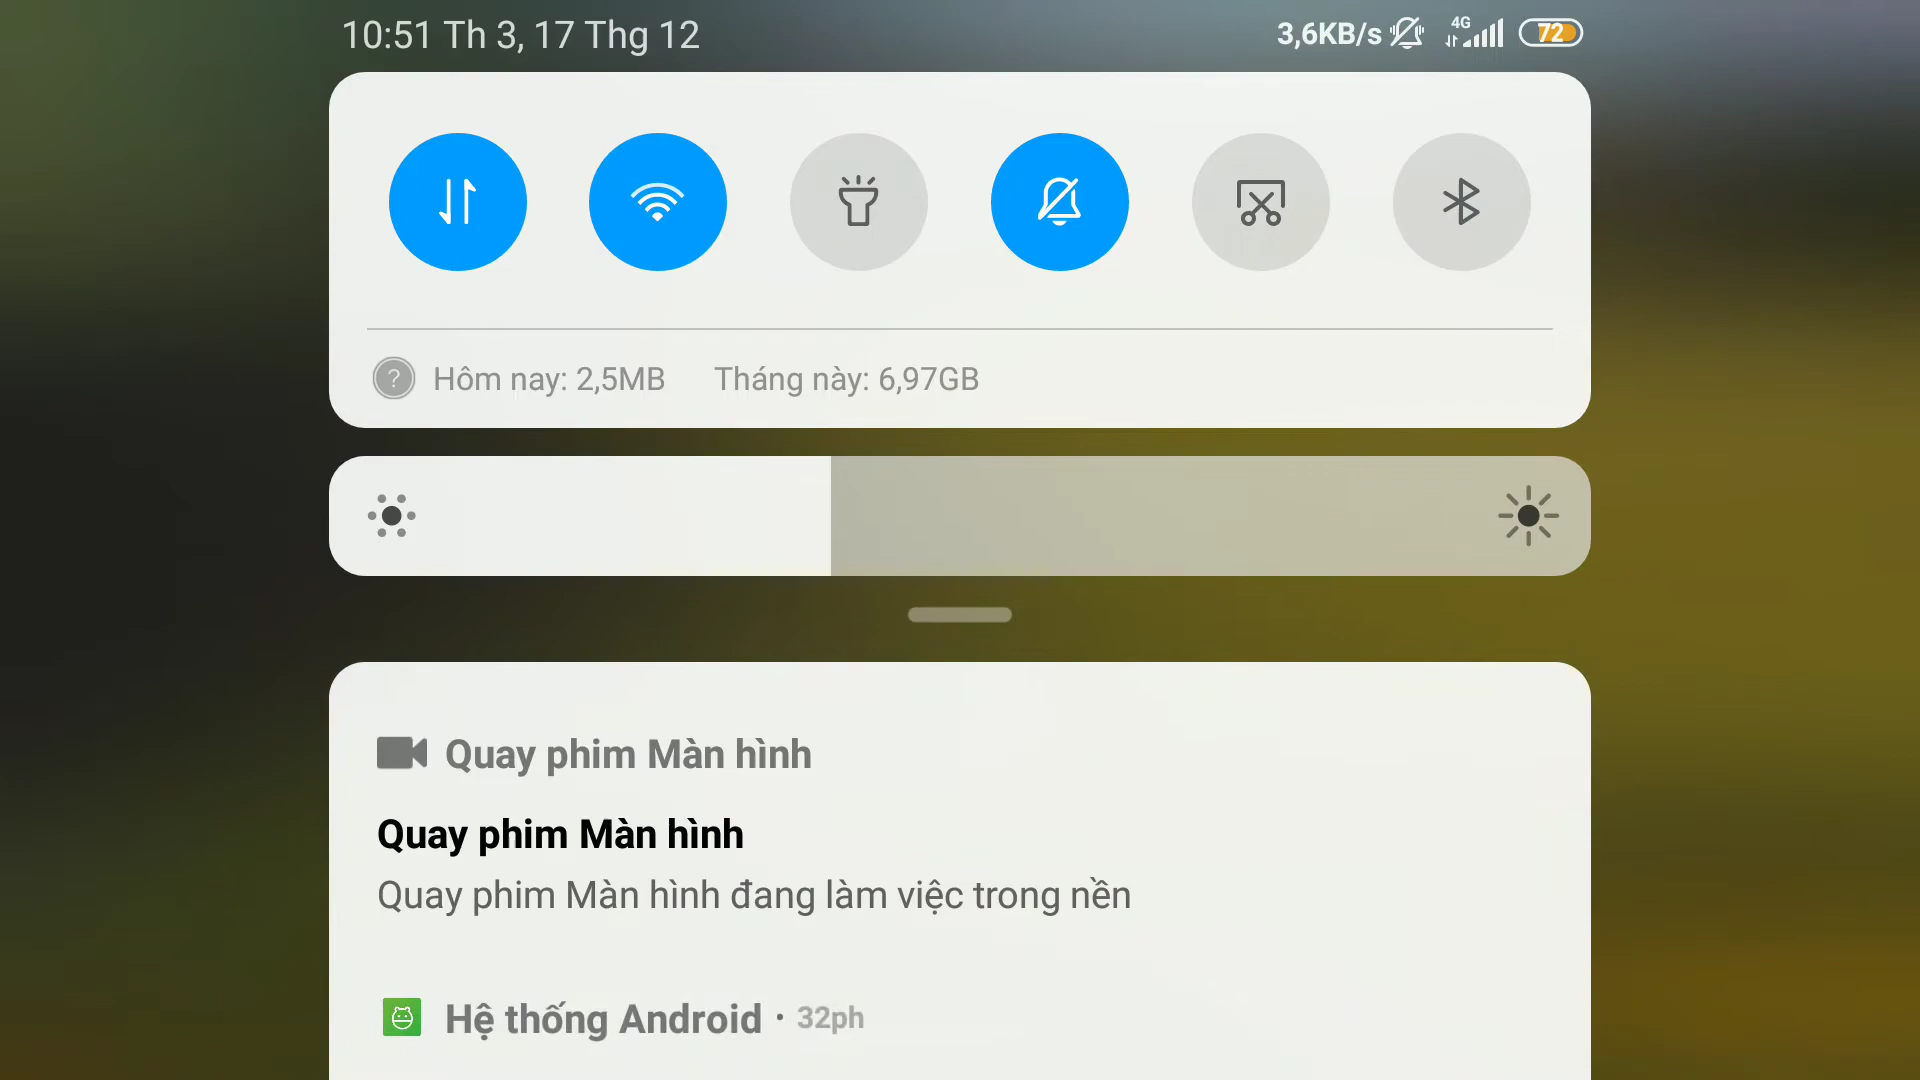 10:51 Th 3, 17 Thg 12
3,6KB/s 4G 72
Hôm nay: 2,5MB Tháng này: 6,97GB
Quay phim Màn hình
Quay phim Màn hình
Quay phim Màn hình đang làm việc trong nền
Hệ thống Android · 32ph